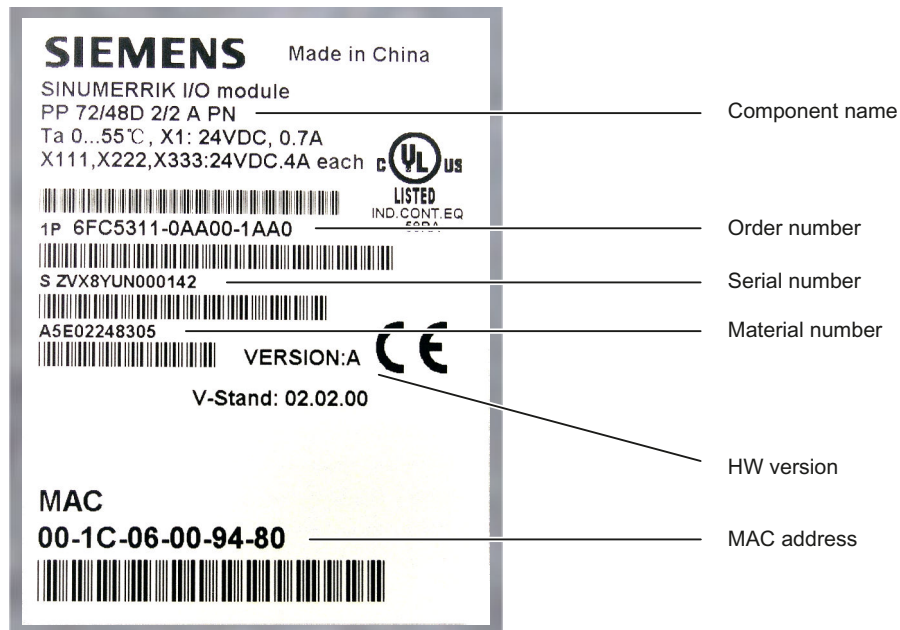 SIEMENS Made in China
SINUMERRIK I/O module
PP 72/48D 2/2 A PN
Component name
Ta 0...55℃, X1: 24VDC, 0.7A
X111,X222,X333:24VDC.4A each
C UL US
LISTED
IND.CONT.EQ
1P 6FC5311-0AA00-1AA0
Order number
S ZVX8YUN000142
Serial number
A5E02248305
Material number
VERSION:A CE
V-Stand: 02.02.00
HW version
MAC
00-1C-06-00-94-80
MAC address